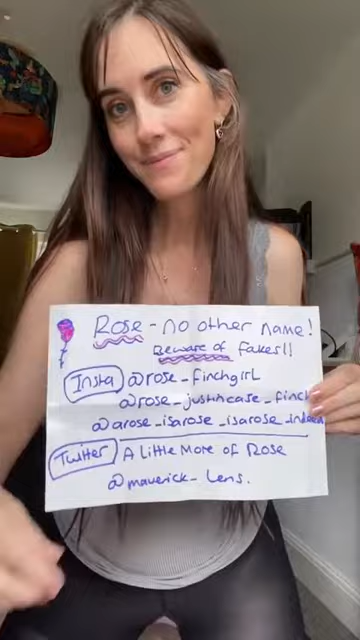 Rose - no other name!
Beware of fakes!!
Insta @rose_finchgirl
@rose_justincase_finch
@arose_isarose_isarose_indeed
Twitter A Little More of Rose
@maverick_lens.